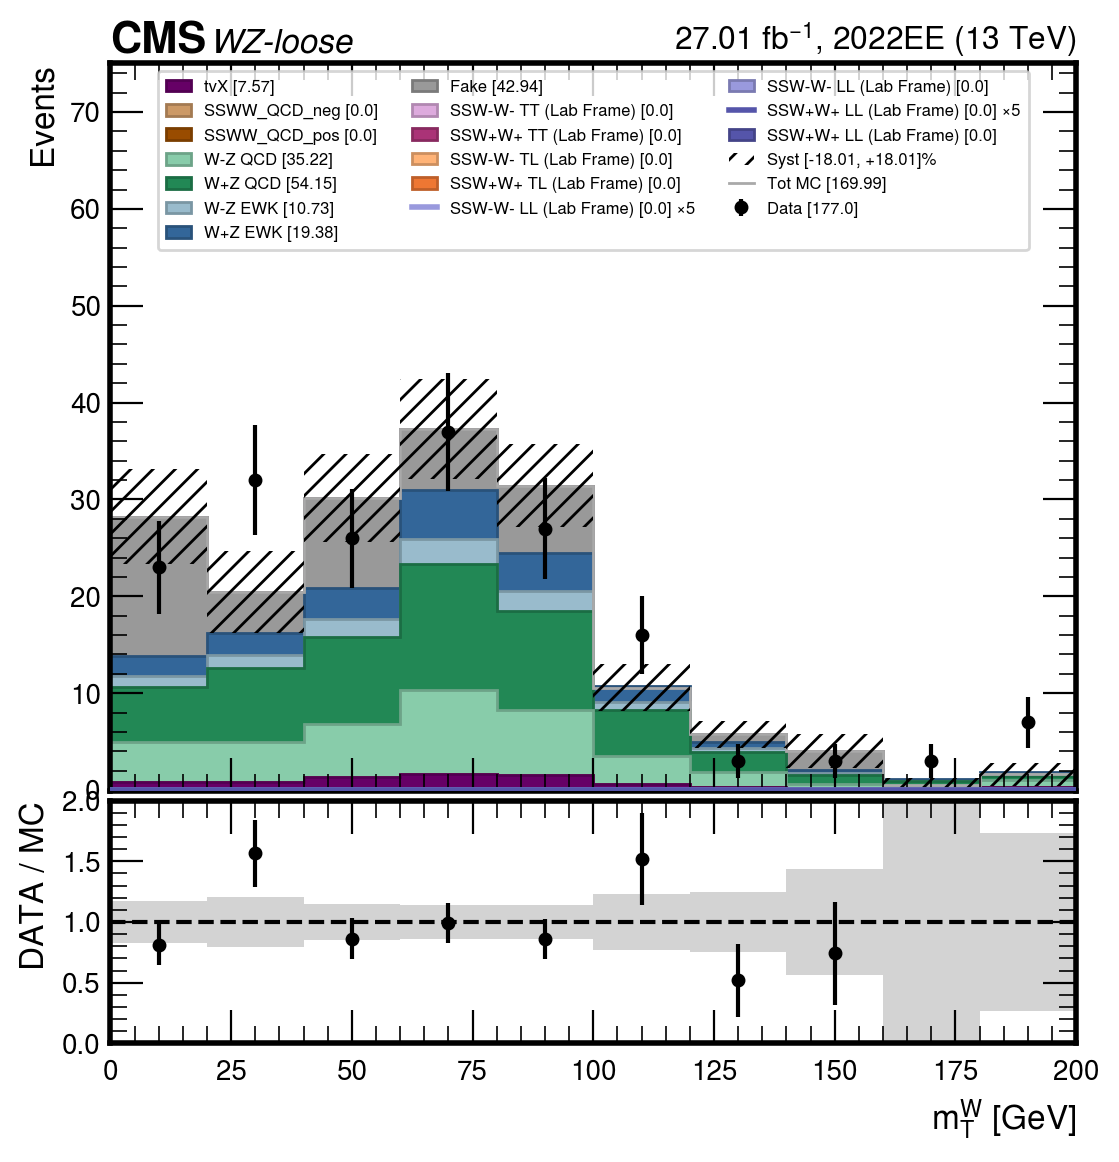 CMS WZ-loose 27.01 fb⁻¹, 2022EE (13 TeV)
Events
tvX [7.57]
SSWW_QCD_neg [0.0]
SSWW_QCD_pos [0.0]
W-Z QCD [35.22]
W+Z QCD [54.15]
W-Z EWK [10.73]
W+Z EWK [19.38]
Fake [42.94]
SSW-W- TT (Lab Frame) [0.0]
SSW+W+ TT (Lab Frame) [0.0]
SSW-W- TL (Lab Frame) [0.0]
SSW+W+ TL (Lab Frame) [0.0]
SSW-W- LL (Lab Frame) [0.0] ×5
SSW-W- LL (Lab Frame) [0.0]
SSW+W+ LL (Lab Frame) [0.0] ×5
SSW+W+ LL (Lab Frame) [0.0]
Syst [-18.01, +18.01]%
Tot MC [169.99]
Data [177.0]
70
60
50
40
30
20
10
0
DATA / MC
2.0
1.5
1.0
0.5
0.0
0 25 50 75 100 125 150 175 200
m_T^W [GeV]